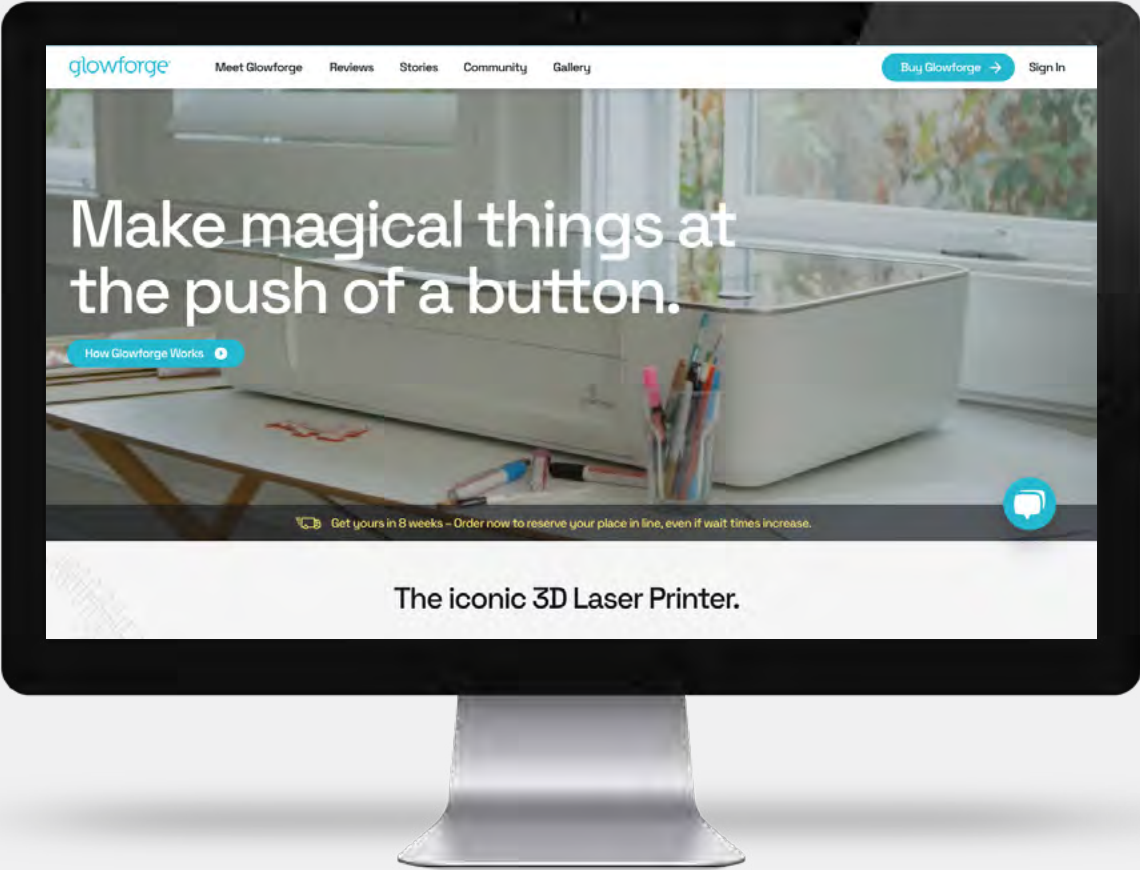 glowforge
Meet Glowforge Reviews Stories Community Gallery Buy Glowforge Sign In
Make magical things at
the push of a button.
How Glowforge Works
Get yours in 8 weeks – Order now to reserve your place in line, even if wait times increase.
The iconic 3D Laser Printer.